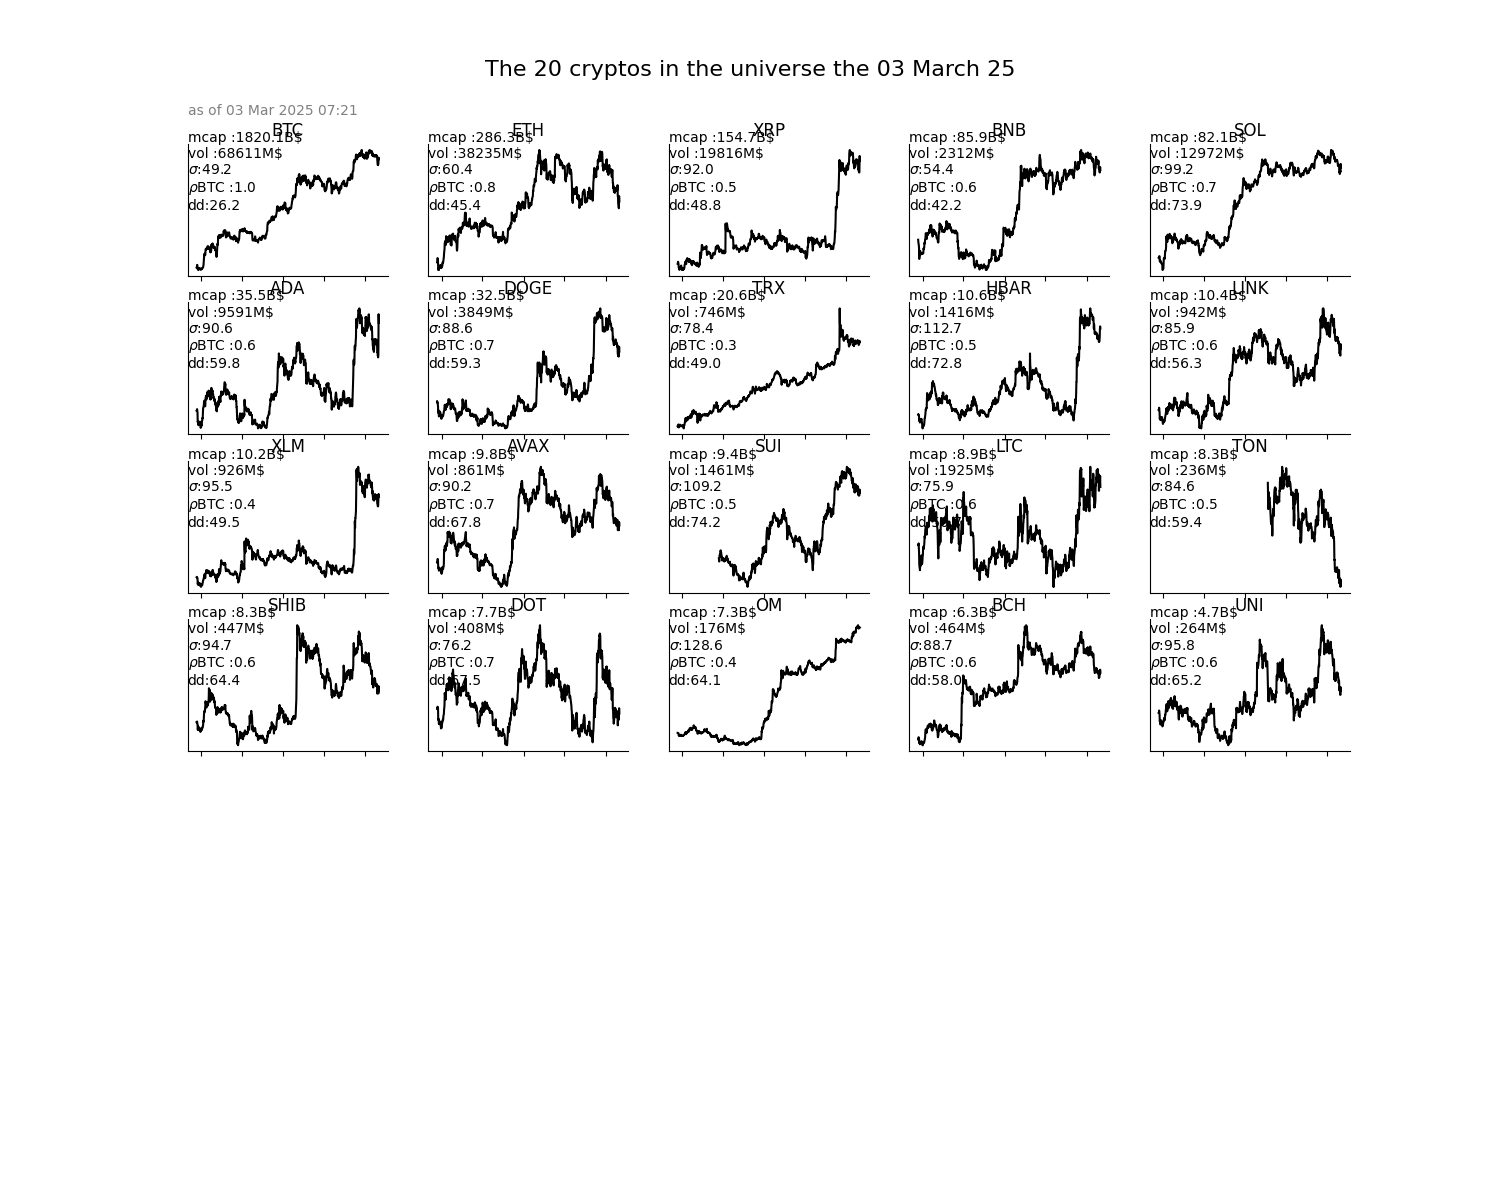 The 20 cryptos in the universe the 03 March 25
as of 03 Mar 2025 07:21
BTC
mcap :1820.1B$
vol :68611M$
σ:49.2
ρBTC :1.0
dd:26.2
ETH
mcap :286.3B$
vol :38235M$
σ:60.4
ρBTC :0.8
dd:45.4
XRP
mcap :154.7B$
vol :19816M$
σ:92.0
ρBTC :0.5
dd:48.8
BNB
mcap :85.9B$
vol :2312M$
σ:54.4
ρBTC :0.6
dd:42.2
SOL
mcap :82.1B$
vol :12972M$
σ:99.2
ρBTC :0.7
dd:73.9
ADA
mcap :35.5B$
vol :9591M$
σ:90.6
ρBTC :0.6
dd:59.8
DOGE
mcap :32.5B$
vol :3849M$
σ:88.6
ρBTC :0.7
dd:59.3
TRX
mcap :20.6B$
vol :746M$
σ:78.4
ρBTC :0.3
dd:49.0
HBAR
mcap :10.6B$
vol :1416M$
σ:112.7
ρBTC :0.5
dd:72.8
LINK
mcap :10.4B$
vol :942M$
σ:85.9
ρBTC :0.6
dd:56.3
XLM
mcap :10.2B$
vol :926M$
σ:95.5
ρBTC :0.4
dd:49.5
AVAX
mcap :9.8B$
vol :861M$
σ:90.2
ρBTC :0.7
dd:67.8
SUI
mcap :9.4B$
vol :1461M$
σ:109.2
ρBTC :0.5
dd:74.2
LTC
mcap :8.9B$
vol :1925M$
σ:75.9
ρBTC :0.6
TON
mcap :8.3B$
vol :236M$
σ:84.6
ρBTC :0.5
dd:59.4
SHIB
mcap :8.3B$
vol :447M$
σ:94.7
ρBTC :0.6
dd:64.4
DOT
mcap :7.7B$
vol :408M$
σ:76.2
ρBTC :0.7
dd:67.5
OM
mcap :7.3B$
vol :176M$
σ:128.6
ρBTC :0.4
dd:64.1
BCH
mcap :6.3B$
vol :464M$
σ:88.7
ρBTC :0.6
dd:58.0
UNI
mcap :4.7B$
vol :264M$
σ:95.8
ρBTC :0.6
dd:65.2